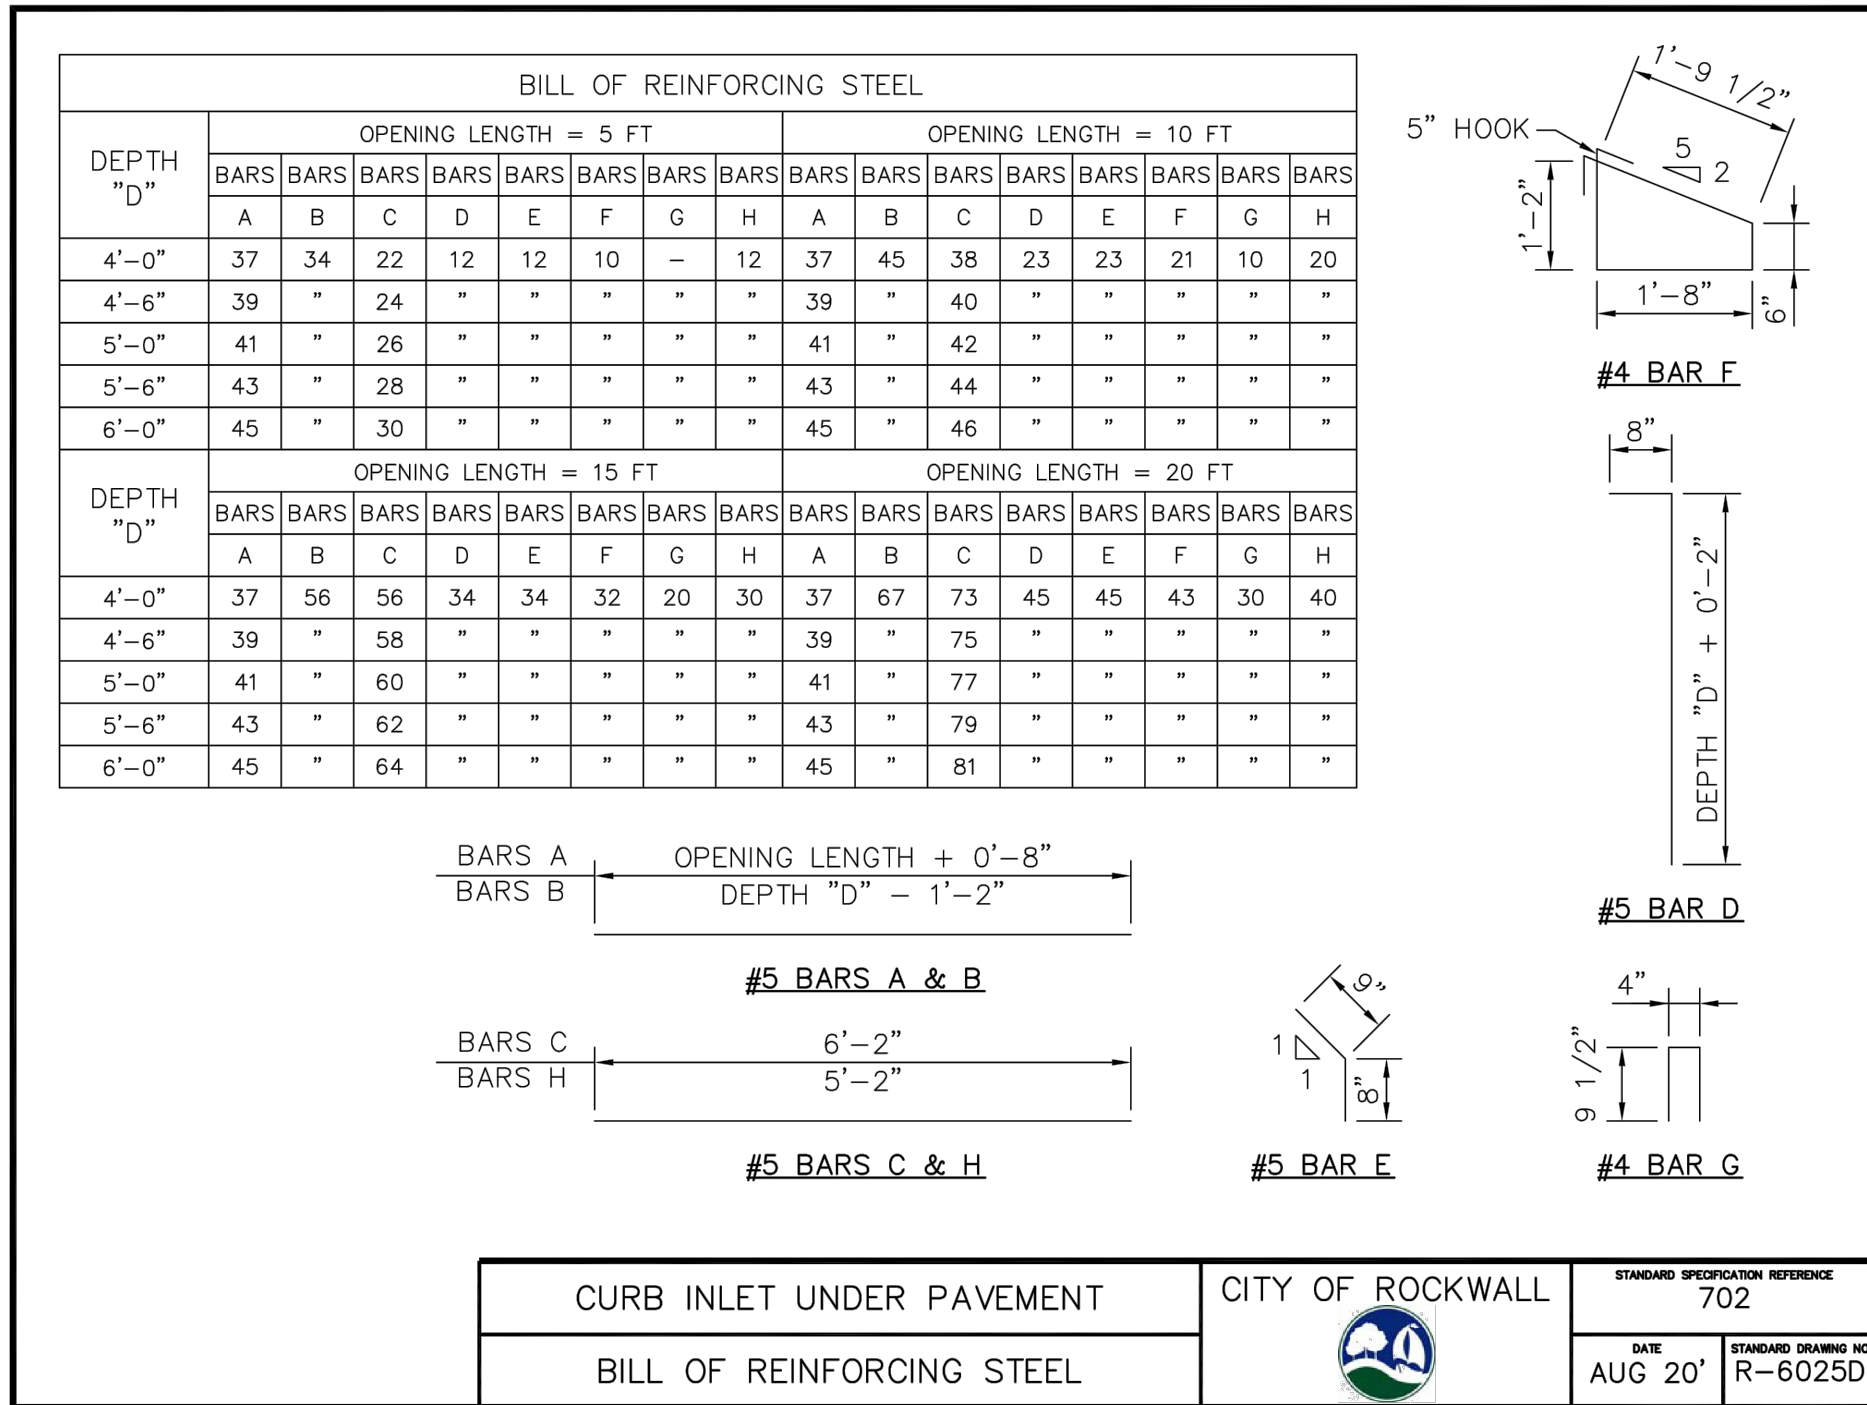 BILL OF REINFORCING STEEL
DEPTH "D" OPENING LENGTH = 5 FT OPENING LENGTH = 10 FT
BARS BARS BARS BARS BARS BARS BARS BARS BARS BARS BARS BARS BARS BARS BARS BARS
A B C D E F G H A B C D E F G H
4'-0" 37 34 22 12 12 10 - 12 37 45 38 23 23 21 10 20
4'-6" 39 " 24 " " " " " 39 " 40 " " " " "
5'-0" 41 " 26 " " " " " 41 " 42 " " " " "
5'-6" 43 " 28 " " " " " 43 " 44 " " " " "
6'-0" 45 " 30 " " " " " 45 " 46 " " " " "
DEPTH "D" OPENING LENGTH = 15 FT OPENING LENGTH = 20 FT
BARS BARS BARS BARS BARS BARS BARS BARS BARS BARS BARS BARS BARS BARS BARS BARS
A B C D E F G H A B C D E F G H
4'-0" 37 56 56 34 34 32 20 30 37 67 73 45 45 43 30 40
4'-6" 39 " 58 " " " " " 39 " 75 " " " " "
5'-0" 41 " 60 " " " " " 41 " 77 " " " " "
5'-6" 43 " 62 " " " " " 43 " 79 " " " " "
6'-0" 45 " 64 " " " " " 45 " 81 " " " " "
1'-9 1/2"
5" HOOK
5
2
1'-2"
1'-8"
6"
#4 BAR F
8"
DEPTH "D" + 0'-2"
#5 BAR D
BARS A OPENING LENGTH + 0'-8"
BARS B DEPTH "D" - 1'-2"
#5 BARS A & B
BARS C 6'-2"
BARS H 5'-2"
#5 BARS C & H
9"
1
1
8"
#5 BAR E
4"
9 1/2"
#4 BAR G
CURB INLET UNDER PAVEMENT
BILL OF REINFORCING STEEL
CITY OF ROCKWALL
STANDARD SPECIFICATION REFERENCE
702
DATE
AUG 20'
STANDARD DRAWING NO
R-6025D